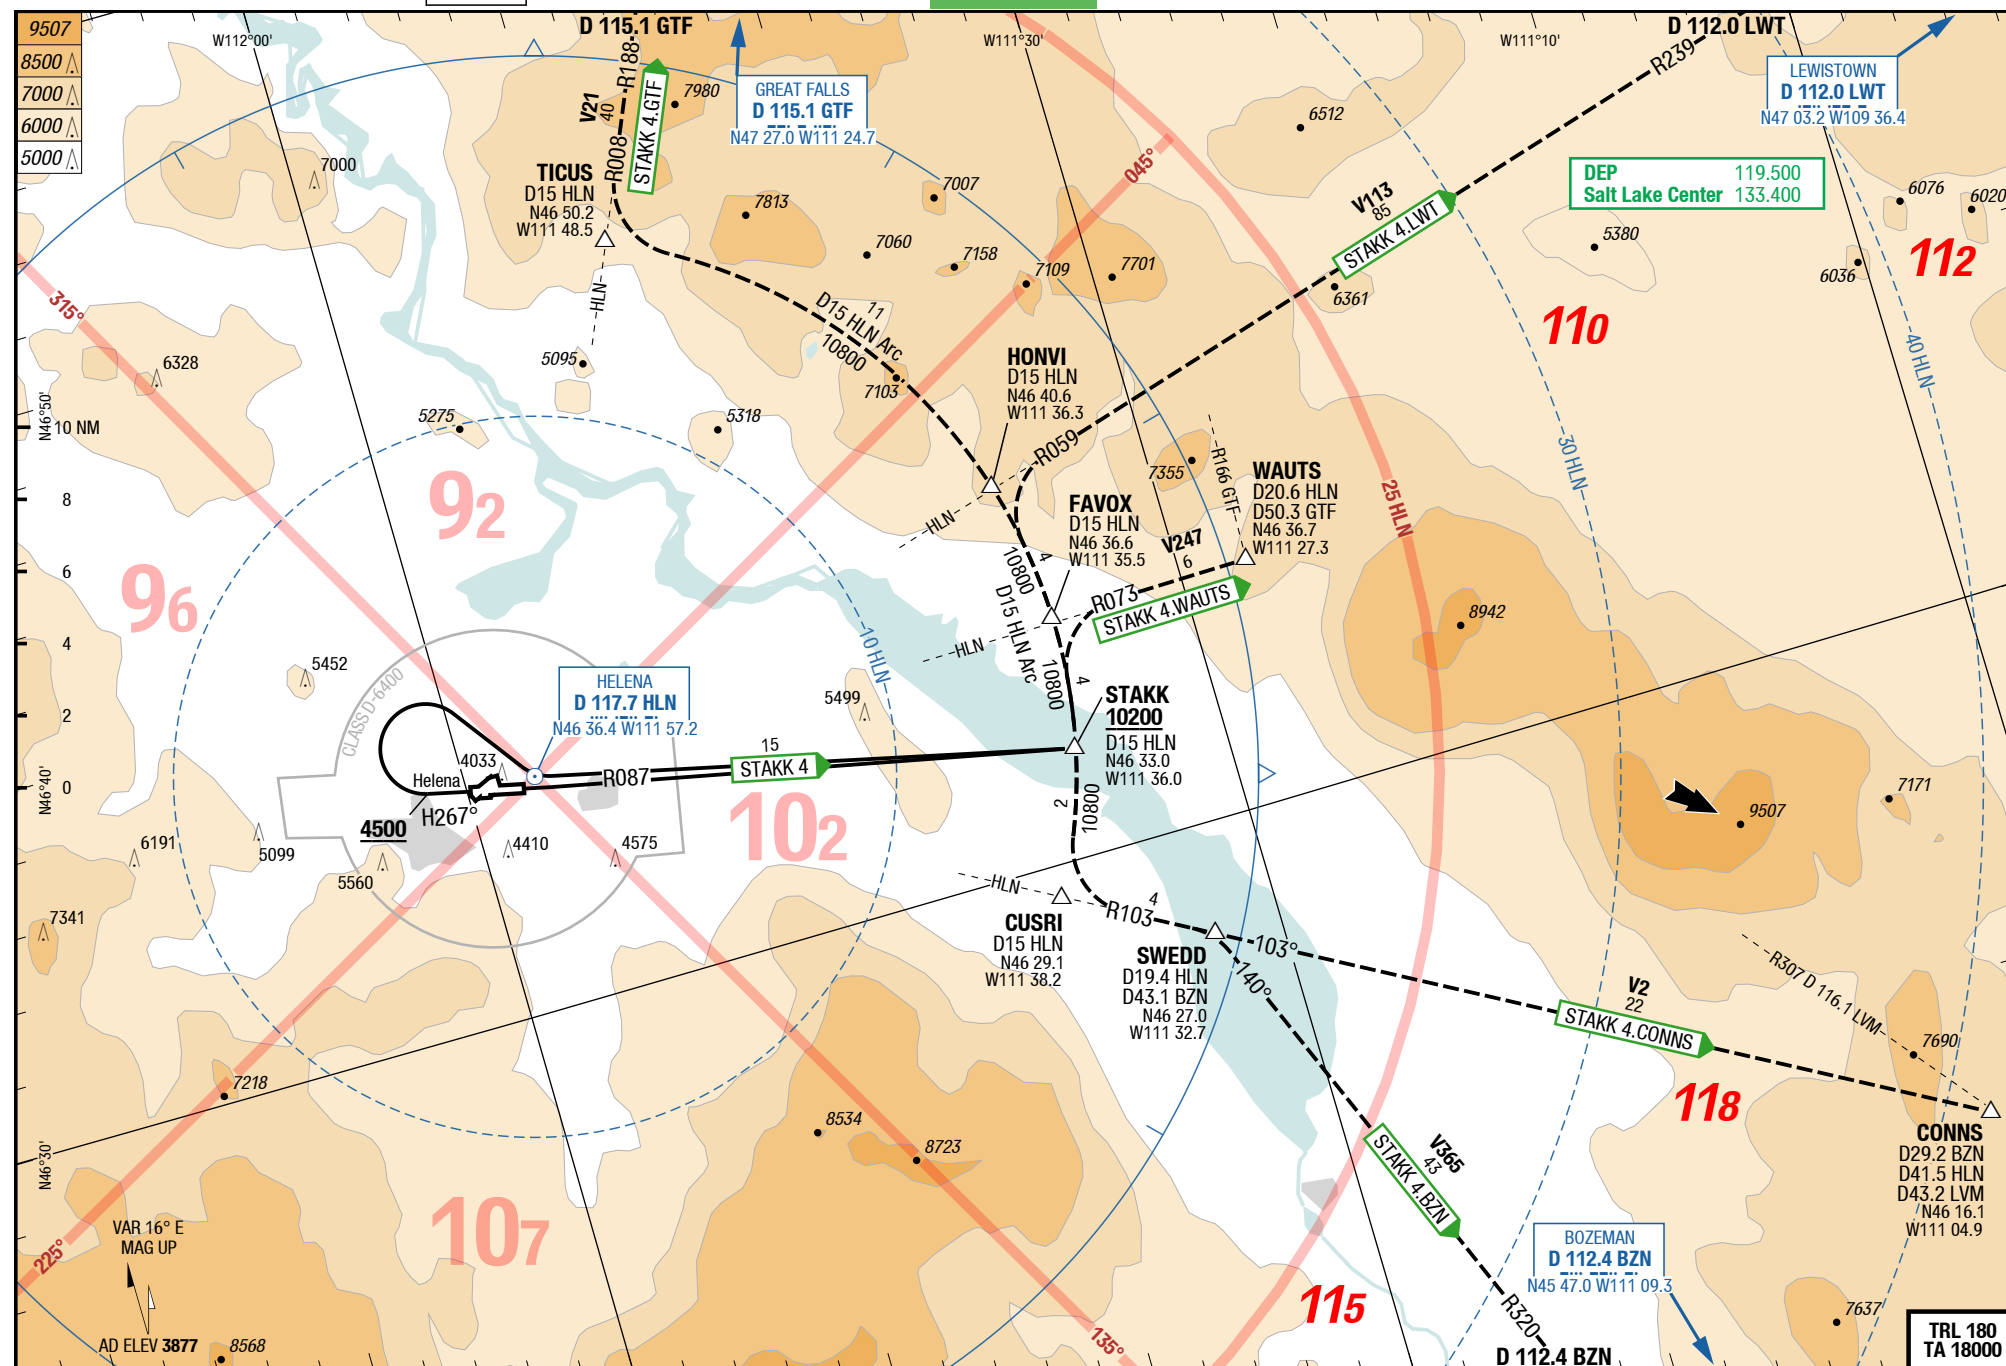 9507
8500
7000
6000
5000
W112°00'
D 115.1 GTF
W111°30'
W111°10'
D 112.0 LWT
R188
V21
40
STAKK 4.GTF
R008
7980
GREAT FALLS
D 115.1 GTF
N47 27.0 W111 24.7
R239
LEWISTOWN
D 112.0 LWT
N47 03.2 W109 36.4
6512
7000
TICUS
D15 HLN
N46 50.2
W111 48.5
7813
7007
7060
7158
7109
7701
045°
V113
85
STAKK 4.LWT
DEP 119.500
Salt Lake Center 133.400
6076
6020
5380
6036
112
6361
110
315°
HLN
11
D15 HLN Arc
10800
5095
7103
6328
HONVI
D15 HLN
N46 40.6
W111 36.3
40 HLN
N46°50'
10 NM
5275
5318
R059
7355
R166 GTF
30 HLN
25 HLN
WAUTS
D20.6 HLN
D50.3 GTF
N46 36.7
W111 27.3
8
92
HLN
FAVOX
D15 HLN
N46 36.6
W111 35.5
V247
6
10800
4
D15 HLN Arc
6
96
R073
STAKK 4.WAUTS
8942
4
HLN
10 HLN
5452
CLASS D-6400
HELENA
D 117.7 HLN
N46 36.4 W111 57.2
5499
10800
4
STAKK
10200
D15 HLN
N46 33.0
W111 36.0
2
15
STAKK 4
4033
Helena
R087
H267°
4500
N46°40'
0
102
2
10800
9507
7171
6191
5099
5560
4410
4575
7341
HLN
CUSRI
D15 HLN
N46 29.1
W111 38.2
R103
4
SWEDD
D19.4 HLN
D43.1 BZN
N46 27.0
W111 32.7
103°
140°
V2
22
STAKK 4.CONNS
R307 D 116.1 LVM
7690
118
CONNS
D29.2 BZN
D41.5 HLN
D43.2 LVM
N46 16.1
W111 04.9
7218
8534
8723
N46°30'
V365
43
STAKK 4.BZN
107
VAR 16° E
MAG UP
225°
AD ELEV 3877
8568
135°
115
BOZEMAN
D 112.4 BZN
N45 47.0 W111 09.3
R320
D 112.4 BZN
7637
TRL 180
TA 18000